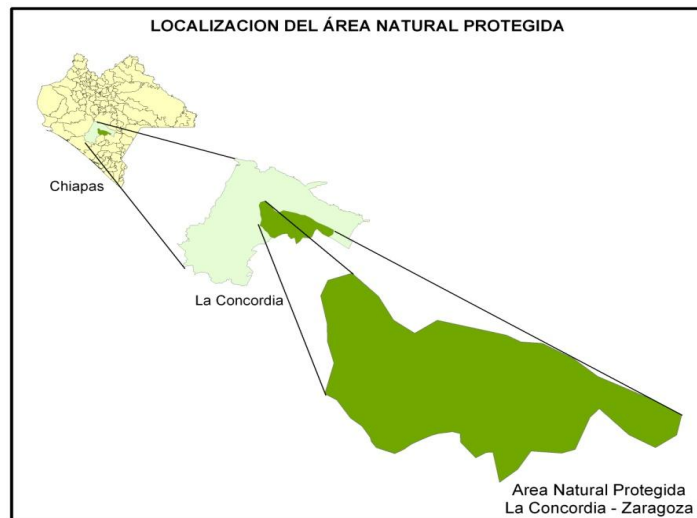 LOCALIZACION DEL ÁREA NATURAL PROTEGIDA
Chiapas
La Concordia
Area Natural Protegida
La Concordia - Zaragoza